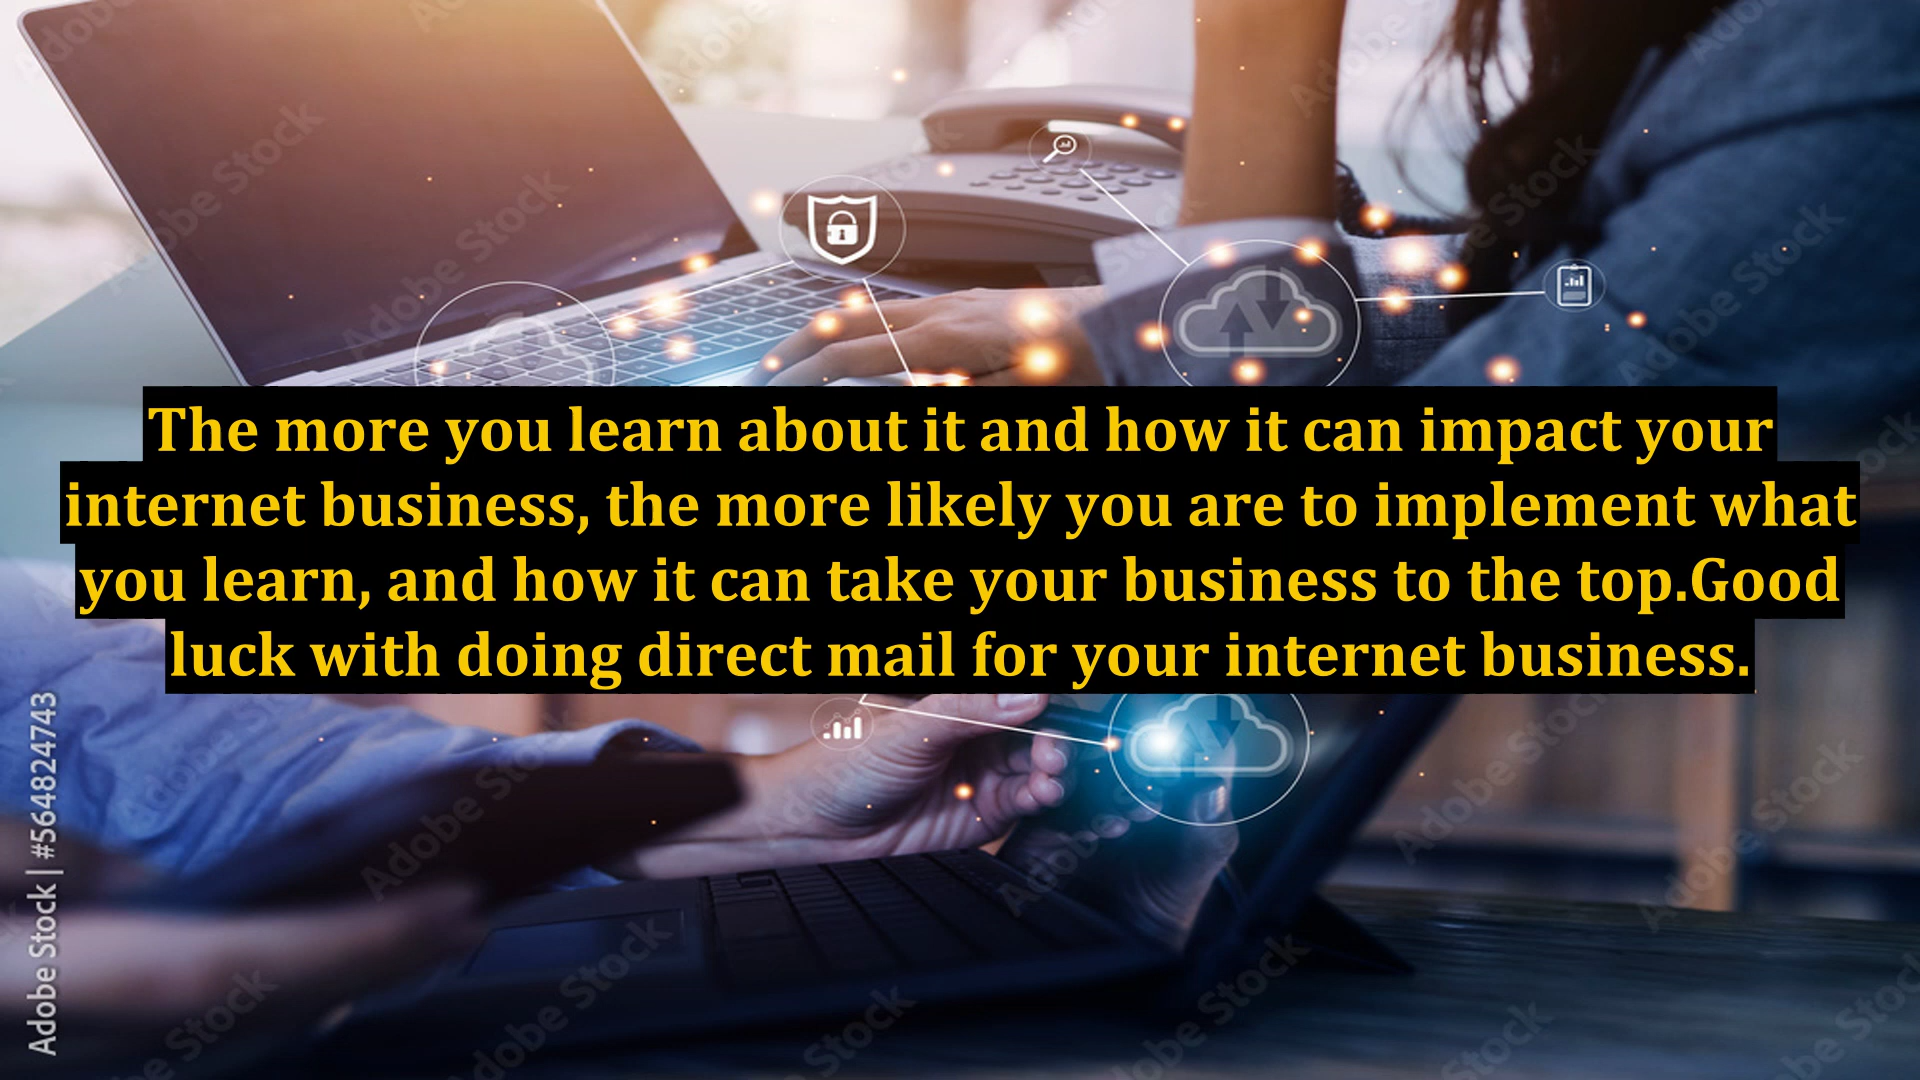 The more you learn about it and how it can impact your
internet business, the more likely you are to implement what
you learn, and how it can take your business to the top.Good
luck with doing direct mail for your internet business.
Adobe Stock | #564824743
Adobe Stock